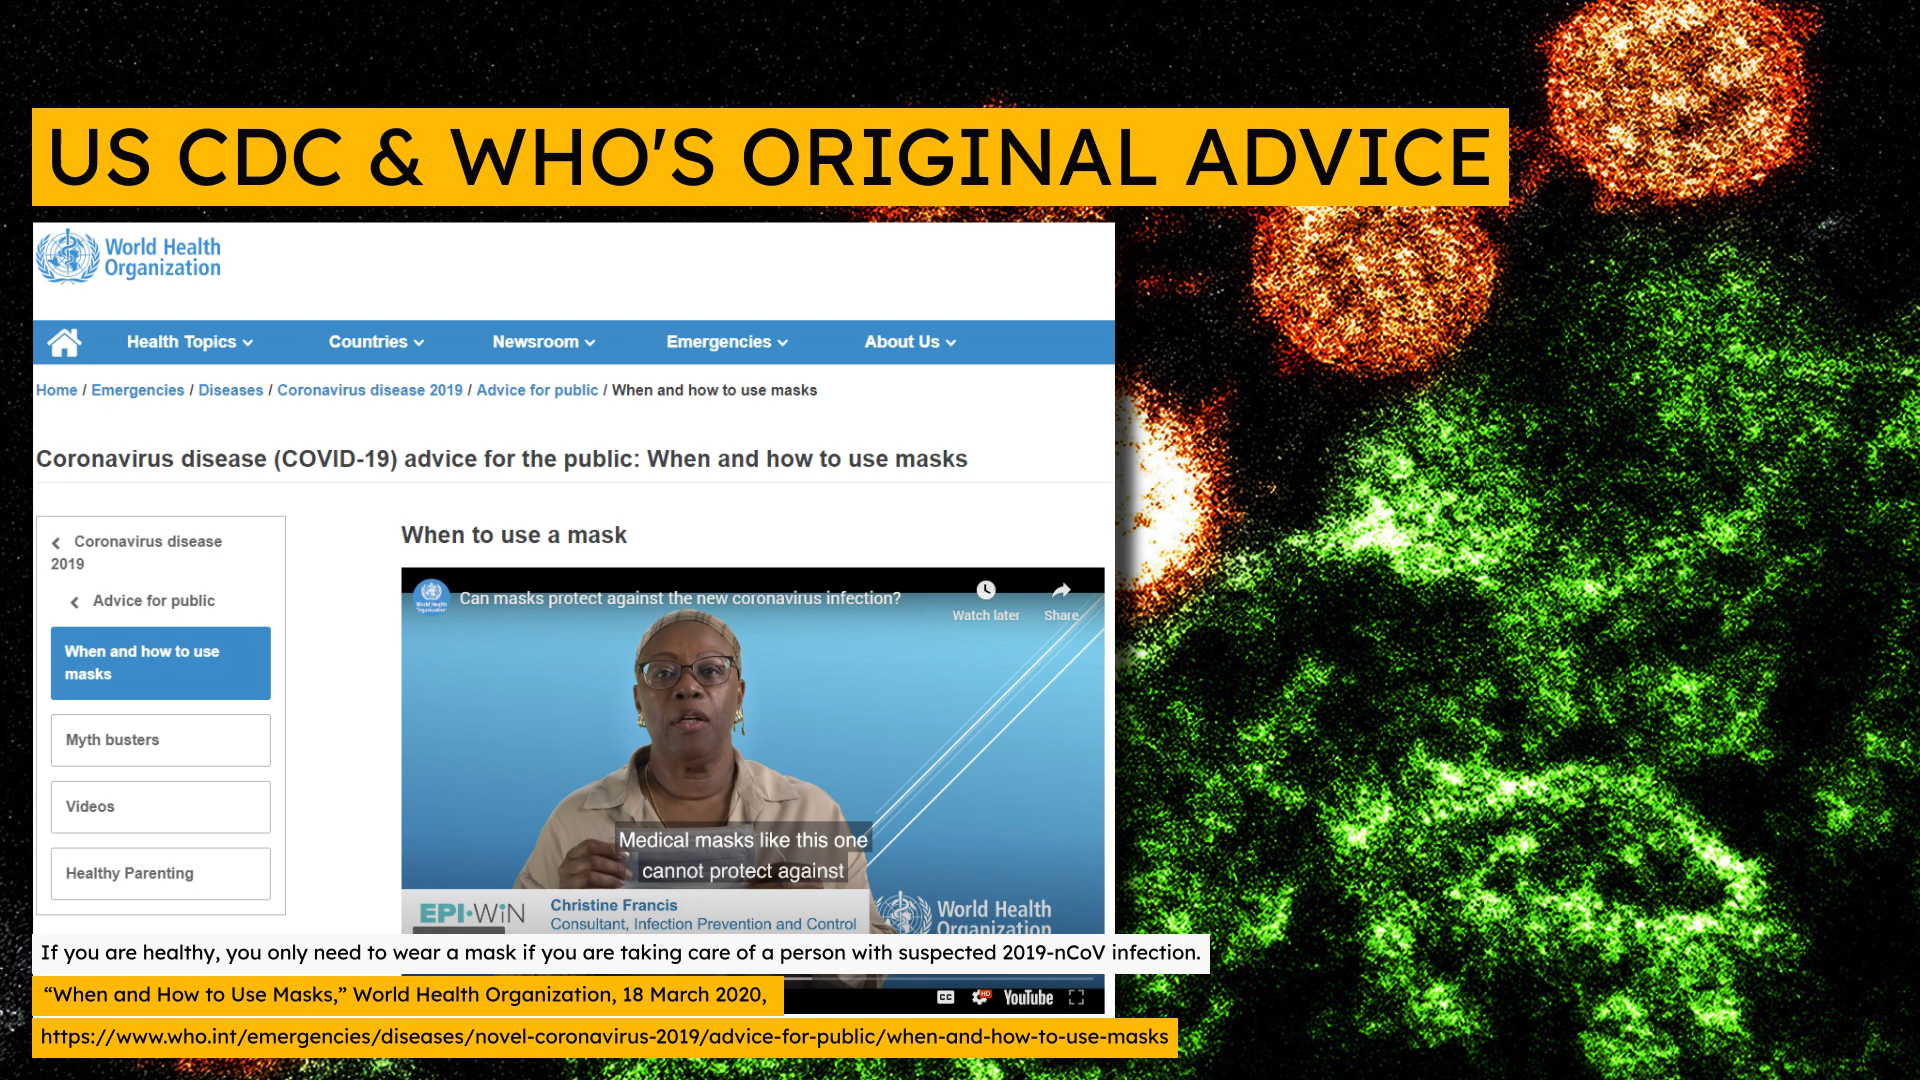 US CDC & WHO'S ORIGINAL ADVICE
World Health
Organization
Health Topics
Countries
Newsroom
Emergencies
About Us
Home / Emergencies / Diseases / Coronavirus disease 2019 / Advice for public / When and how to use masks
Coronavirus disease (COVID-19) advice for the public: When and how to use masks
Coronavirus disease
2019
Advice for public
When and how to use
masks
Myth busters
Videos
Healthy Parenting
When to use a mask
World Health
Organization
Can masks protect against the new coronavirus infection?
Watch later
Share
Medical masks like this one
cannot protect against
EPI•WiN
Christine Francis
Consultant, Infection Prevention and Control
World Health
Organization
If you are healthy, you only need to wear a mask if you are taking care of a person with suspected 2019-nCoV infection.
“When and How to Use Masks,” World Health Organization, 18 March 2020,
CC
HD
YouTube
https://www.who.int/emergencies/diseases/novel-coronavirus-2019/advice-for-public/when-and-how-to-use-masks